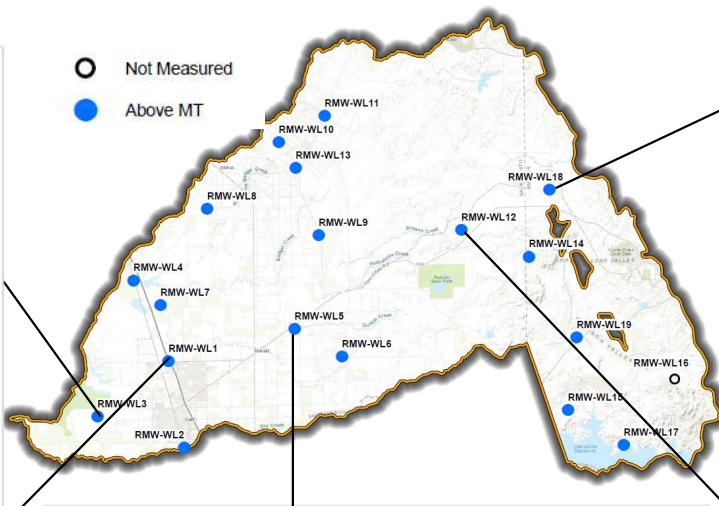 Not Measured
Above MT
RMW-WL11
RMW-WL10
RMW-WL13
RMW-WL18
RMW-WL8
RMW-WL12
RMW-WL9
RMW-WL14
RMW-WL4
RMW-WL7
RMW-WL5
RMW-WL19
RMW-WL1
RMW-WL6
RMW-WL16
RMW-WL3
RMW-WL15
RMW-WL2
RMW-WL17